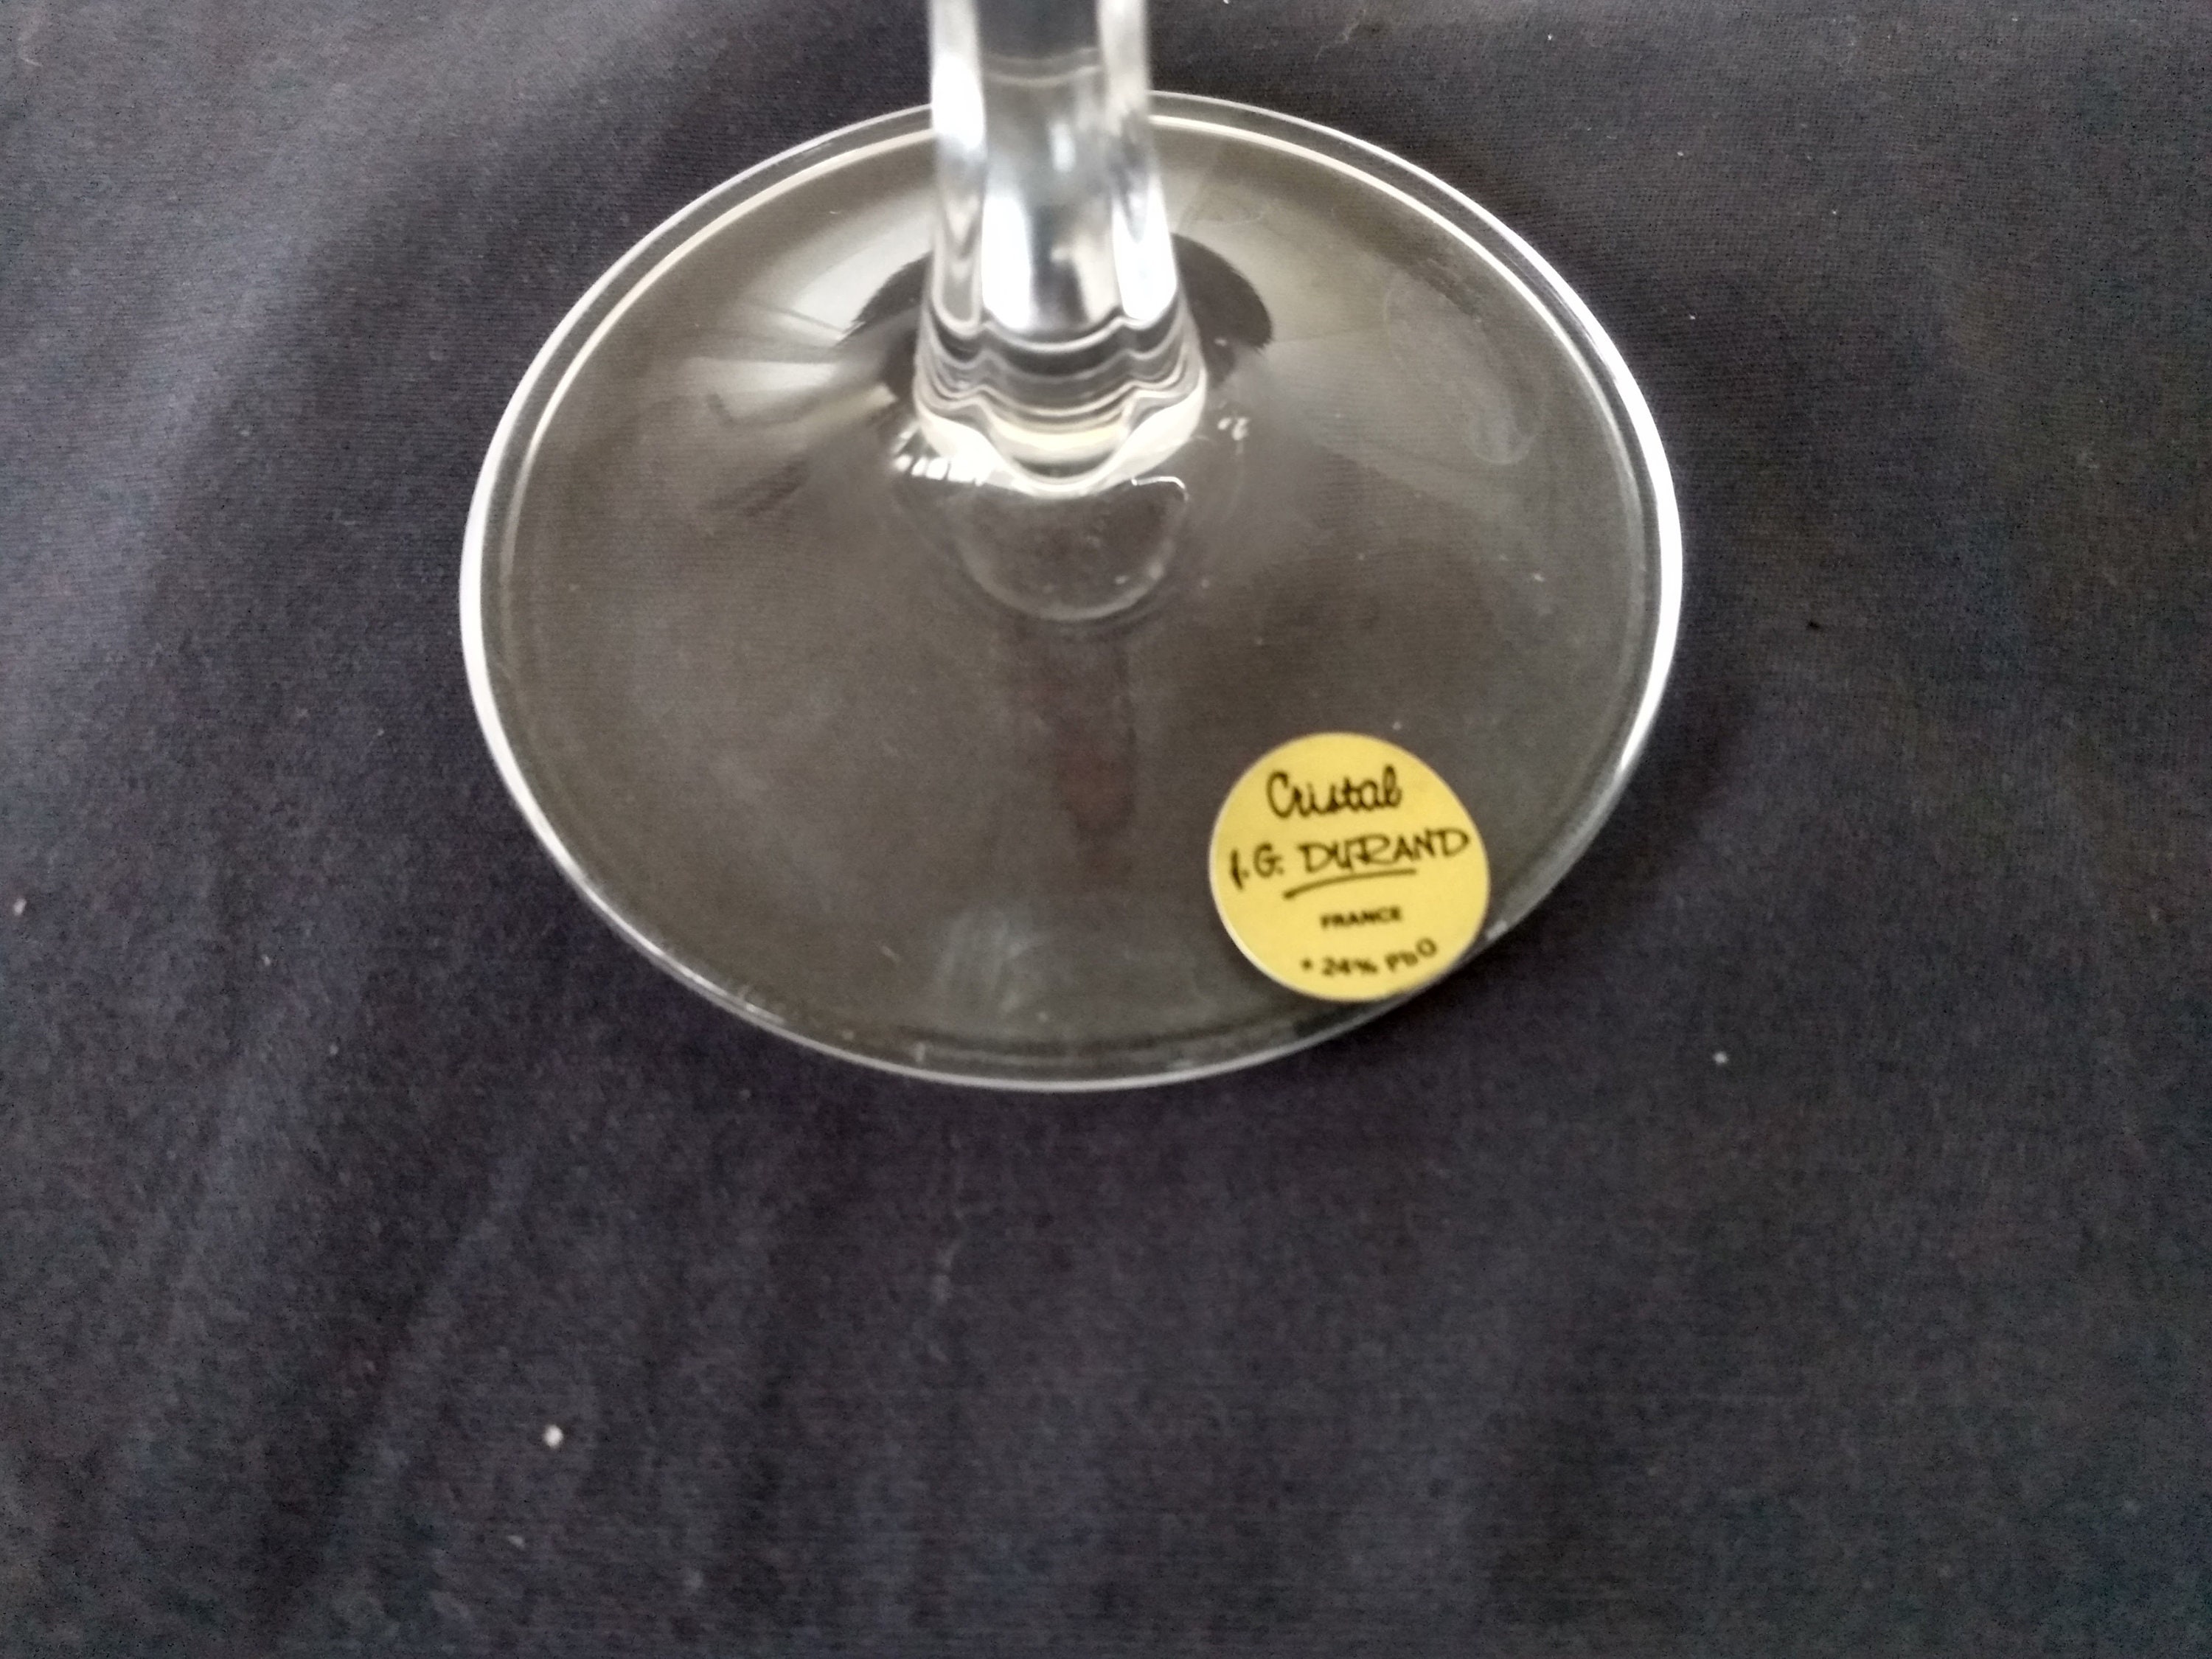 Cristal
J.G. DURAND
FRANCE
+ 24% PbO